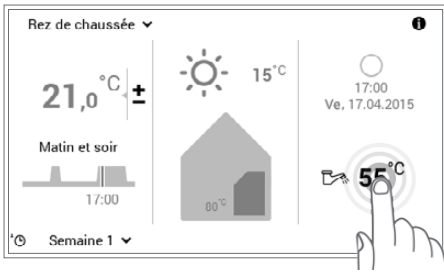 Rez de chaussée
21,0 °C ±
Matin et soir
17:00
Semaine 1
15°C
80°C
17:00
Ve, 17.04.2015
55°C